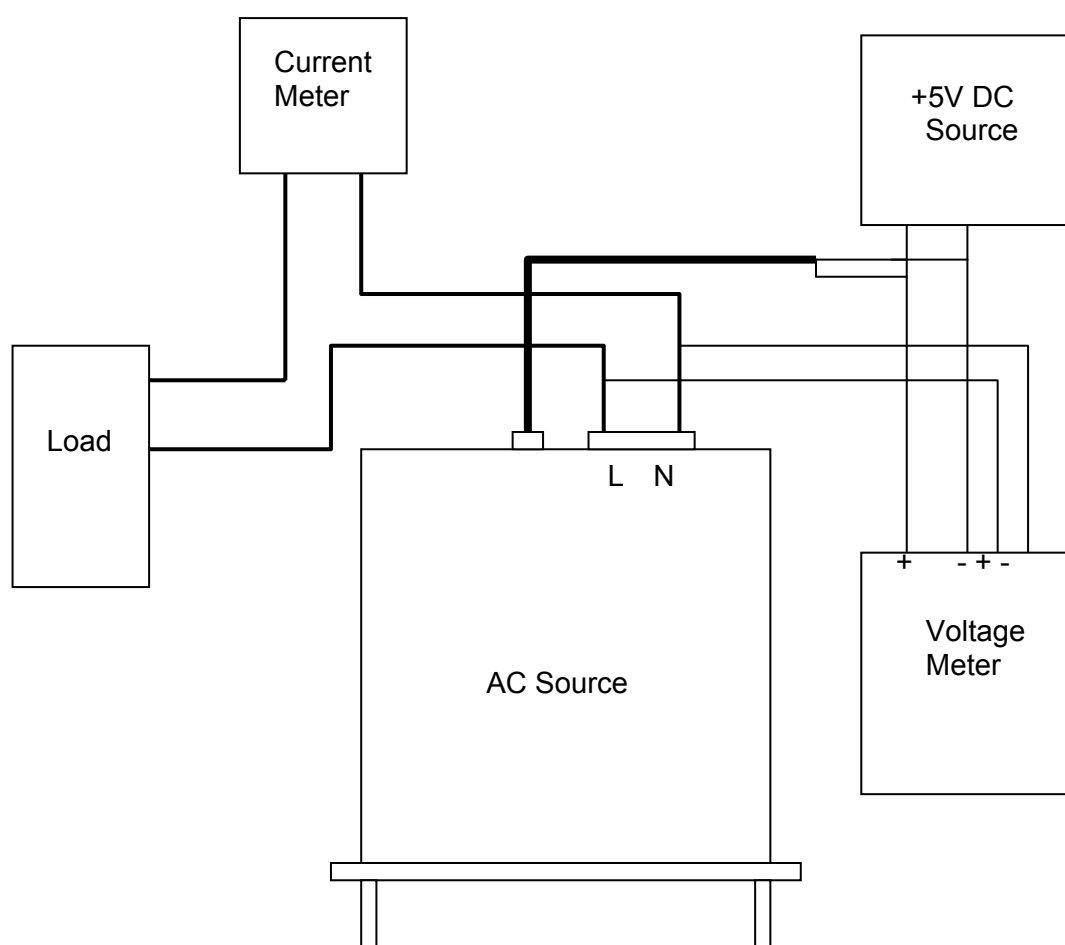 Current
Meter
+5V DC
Source
Load
L N
+ - + -
Voltage
Meter
AC Source